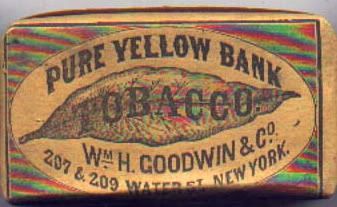 PURE YELLOW BANK
TOBACCO.
Wm H. GOODWIN & Co.
207 & 209 WATER ST. NEW YORK.